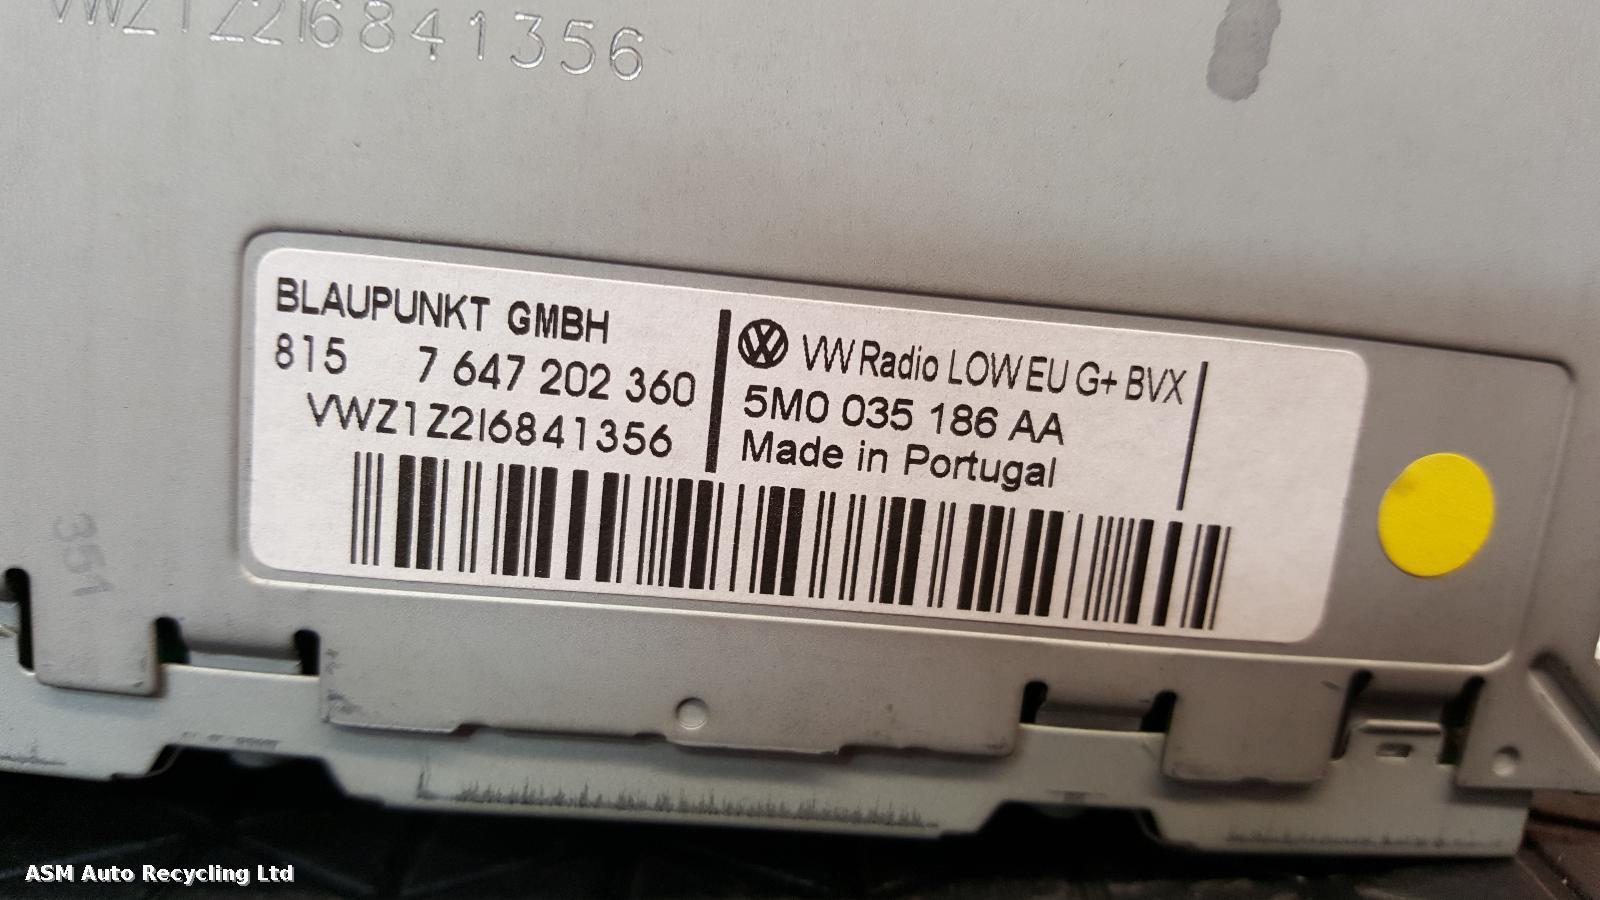 VWZ1Z2I6841356
BLAUPUNKT GMBH
815 7 647 202 360
VWZ1Z2I6841356
VW Radio LOW EU G+ BVX
5M0 035 186 AA
Made in Portugal
351
ASM Auto Recycling Ltd